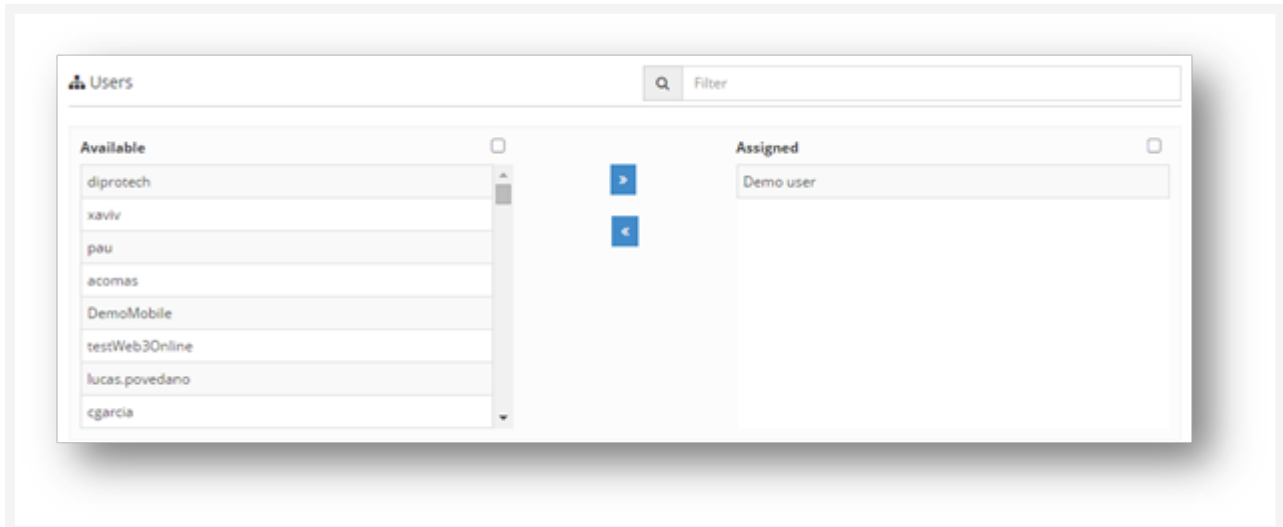 Users
Filter
Available
diprotech
xaviv
pau
acomas
DemoMobile
testWeb3Online
lucas.povedano
cgarcia
Assigned
Demo user